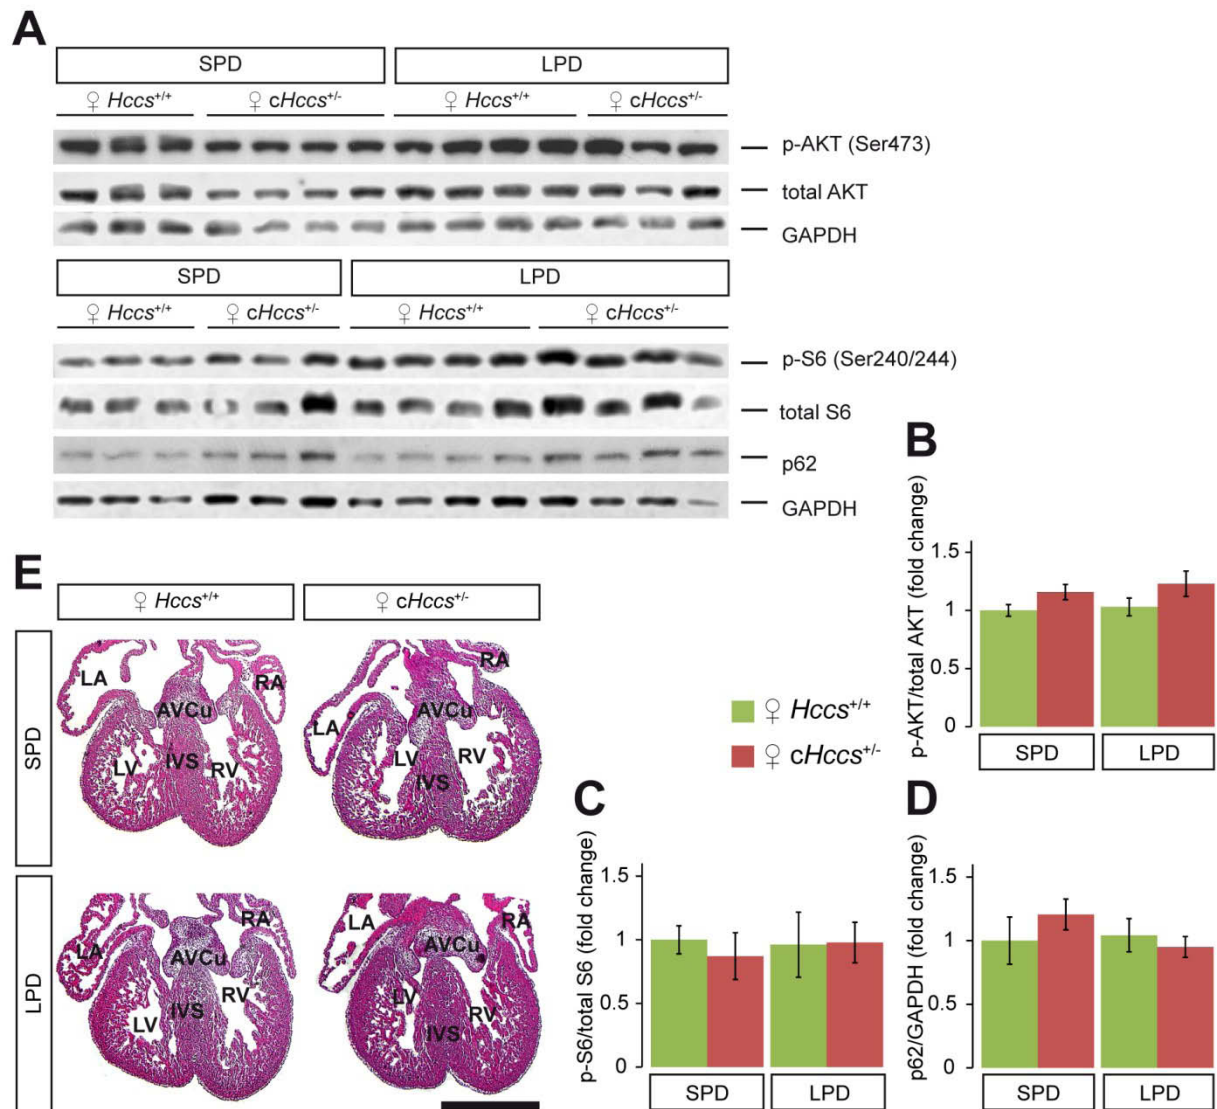 A
SPD LPD
♀ Hccs+/+ ♀ cHccs+/- ♀ Hccs+/+ ♀ cHccs+/-
p-AKT (Ser473)
total AKT
GAPDH
SPD LPD
♀ Hccs+/+ ♀ cHccs+/- ♀ Hccs+/+ ♀ cHccs+/-
p-S6 (Ser240/244)
total S6
p62
GAPDH
B
p-AKT/total AKT (fold change)
1.5
1
0.5
0
SPD LPD
♀ Hccs+/+
♀ cHccs+/-
C
p-S6/total S6 (fold change)
1.5
1
0.5
0
SPD LPD
D
p62/GAPDH (fold change)
1.5
1
0.5
0
SPD LPD
E
♀ Hccs+/+ ♀ cHccs+/-
SPD
LA RA AVCu LV IVS RV
RA LA AVCu LV RV IVS
LPD
LA RA AVCu RV IVS LV
LA RA AVCu LV RV IVS